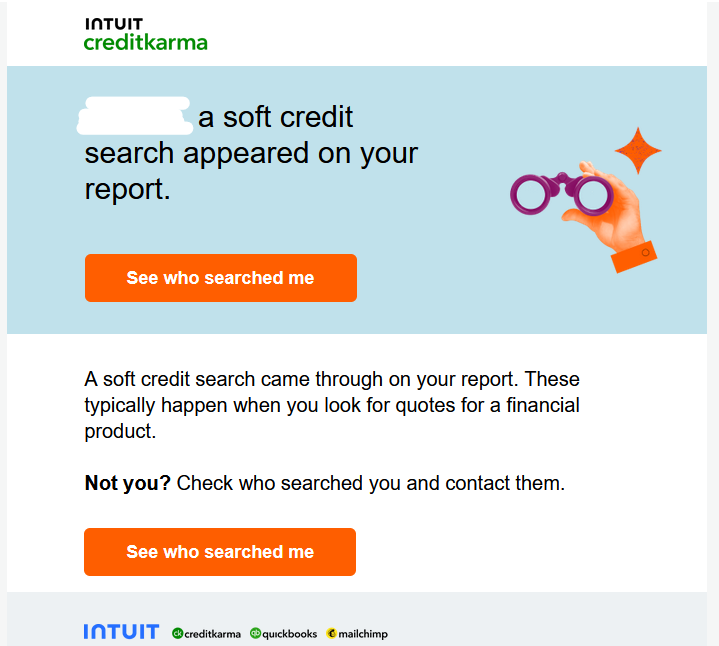 INTUIT
creditkarma
a soft credit
search appeared on your
report.
See who searched me
A soft credit search came through on your report. These
typically happen when you look for quotes for a financial
product.
Not you? Check who searched you and contact them.
See who searched me
INTUIT ck creditkarma qb quickbooks mailchimp